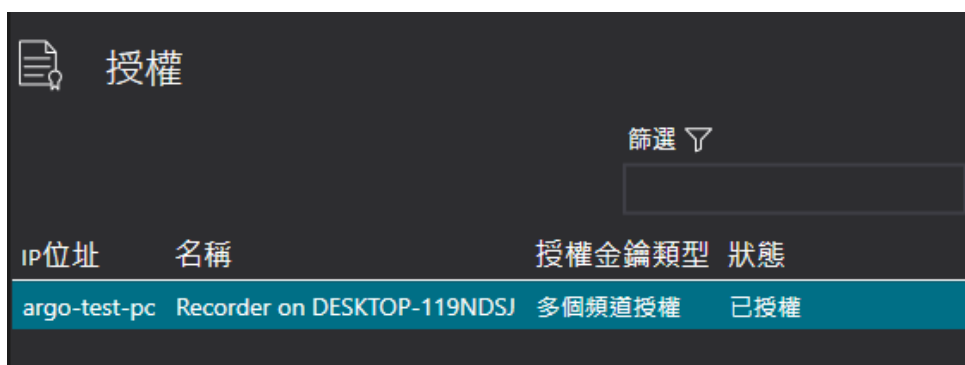 授權
篩選
IP位址 名稱 授權金鑰類型 狀態
argo-test-pc Recorder on DESKTOP-119NDSJ 多個頻道授權 已授權